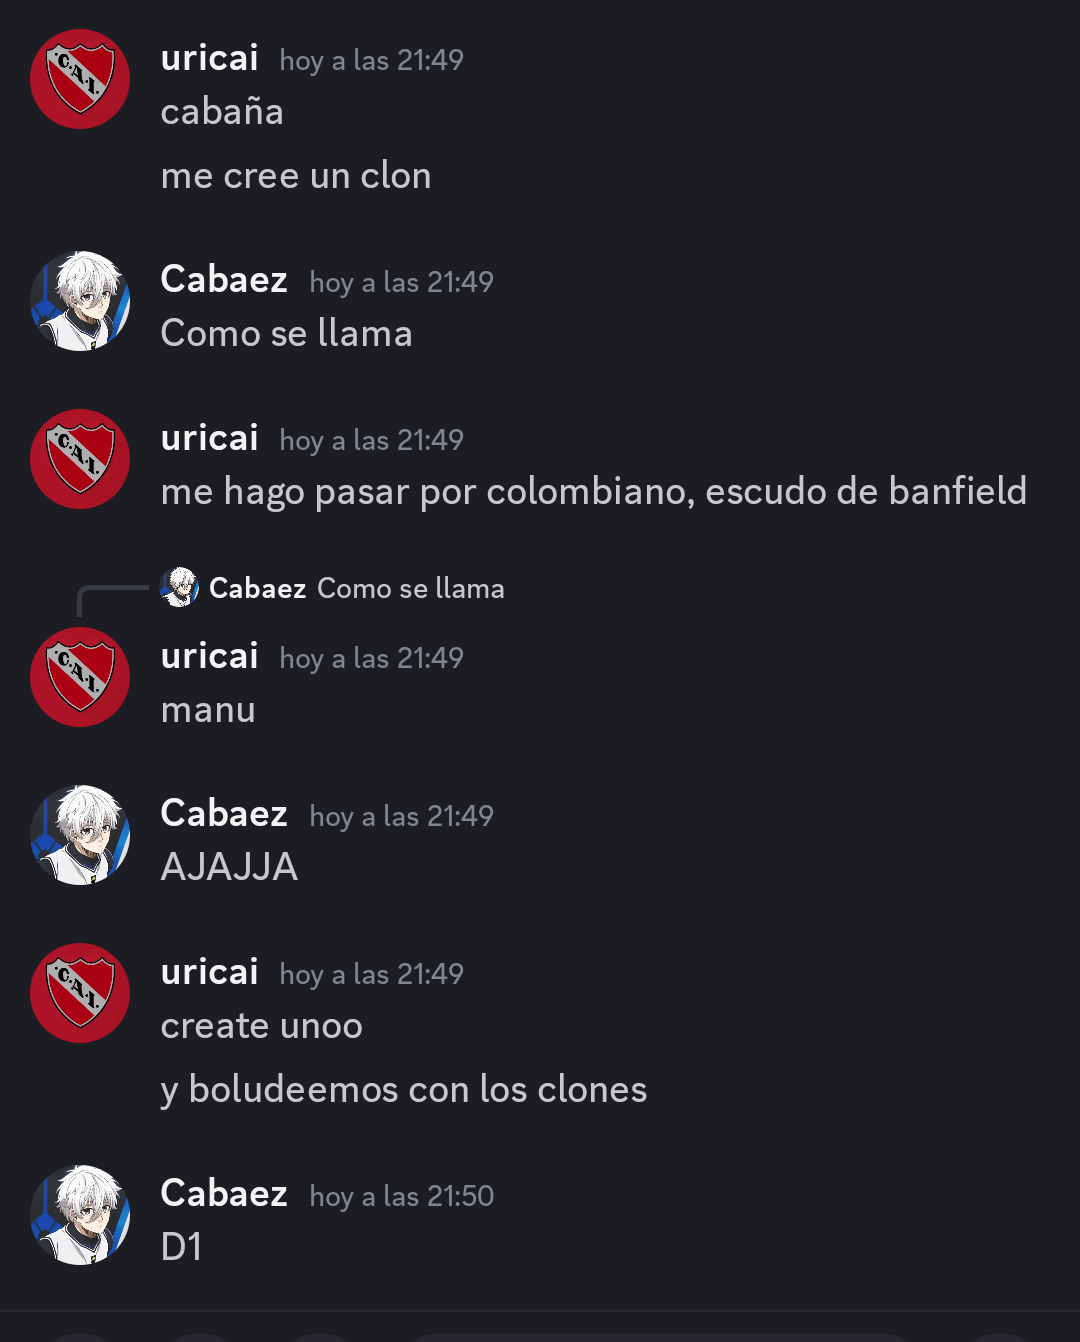 uricai hoy a las 21:49
C.A.I.
cabaña
me cree un clon
Cabaez hoy a las 21:49
Como se llama
uricai hoy a las 21:49
C.A.I.
me hago pasar por colombiano, escudo de banfield
Cabaez Como se llama
uricai hoy a las 21:49
C.A.I.
manu
Cabaez hoy a las 21:49
AJAJJA
uricai hoy a las 21:49
C.A.I.
create unoo
y boludeemos con los clones
Cabaez hoy a las 21:50
D1